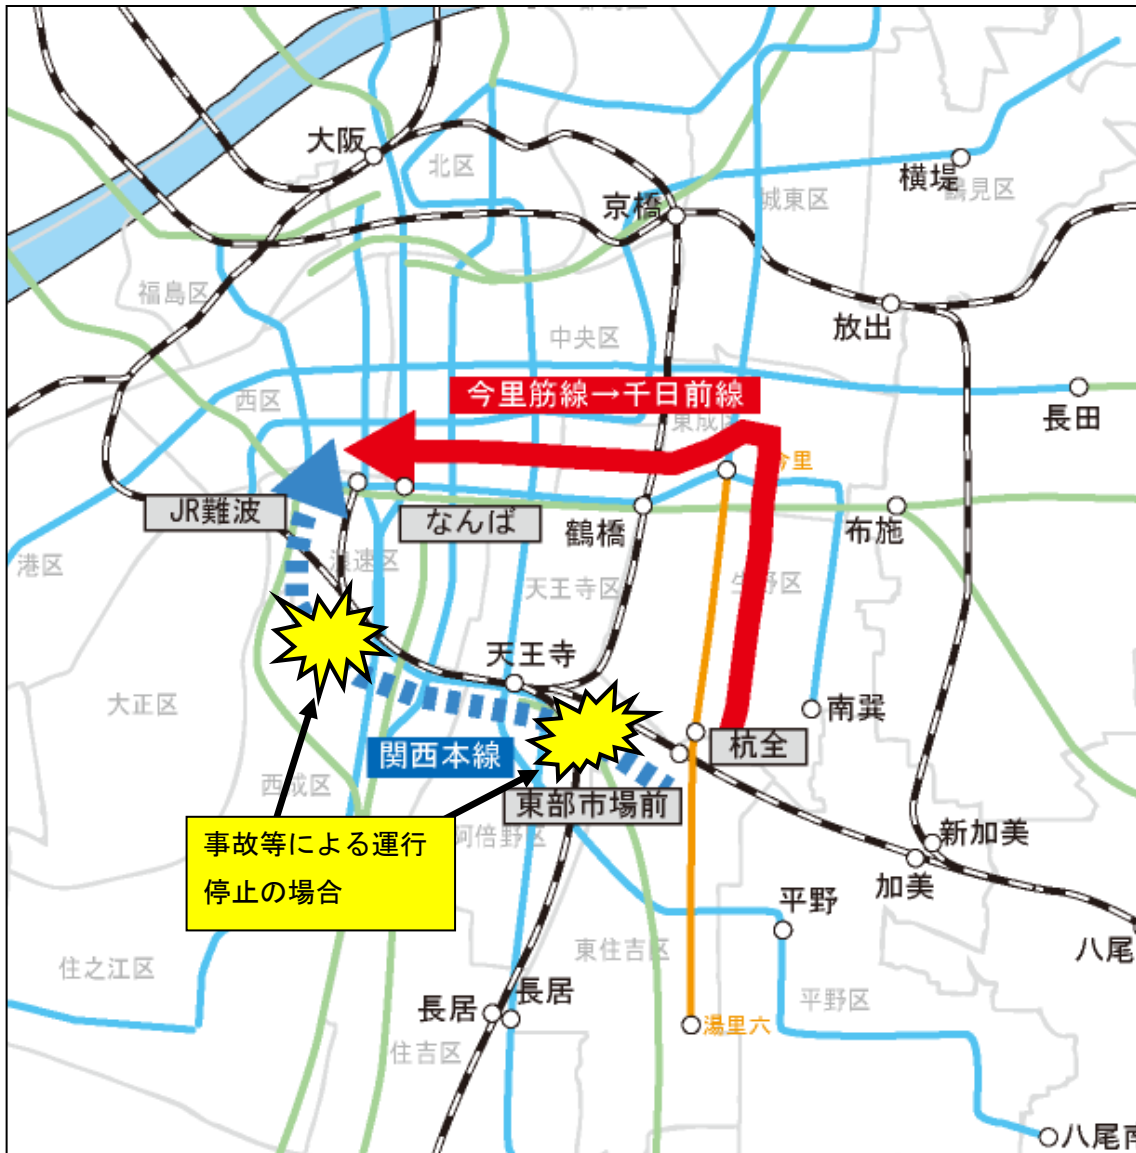 大阪
北区
横堤
鶴見区
京橋
城東区
福島区
放出
中央区
今里筋線→千日前線
西区
東成区
長田
今里
JR難波
なんば
鶴橋
布施
港区
浪速区
天王寺区
生野区
天王寺
大正区
南巽
関西本線
杭全
西成区
東部市場前
事故等による運行
停止の場合
阿倍野区
新加美
加美
平野
八尾
東住吉区
住之江区
平野区
長居
長居
湯里六
住吉区
八尾南